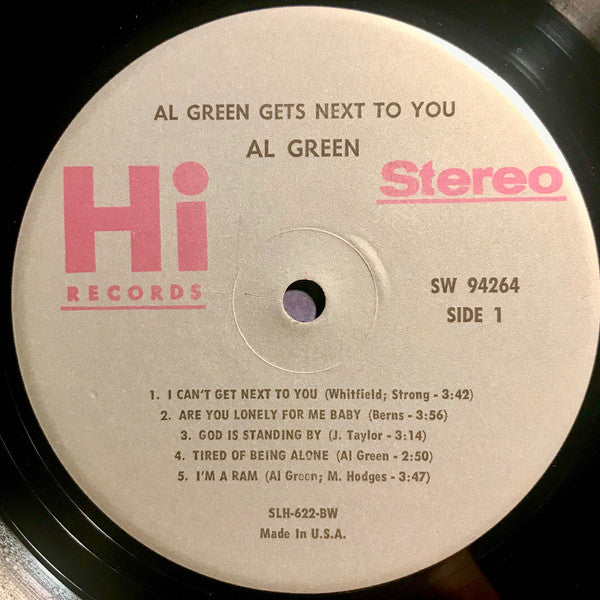 AL GREEN GETS NEXT TO YOU
AL GREEN
Hi
RECORDS
Stereo
SW 94264
SIDE 1
1. I CAN'T GET NEXT TO YOU (Whitfield; Strong - 3:42)
2. ARE YOU LONELY FOR ME BABY (Berns - 3:56)
3. GOD IS STANDING BY (J. Taylor - 3:14)
4. TIRED OF BEING ALONE (Al Green - 2:50)
5. I'M A RAM (Al Green; M. Hodges - 3:47)
SLH-622-BW
Made In U.S.A.